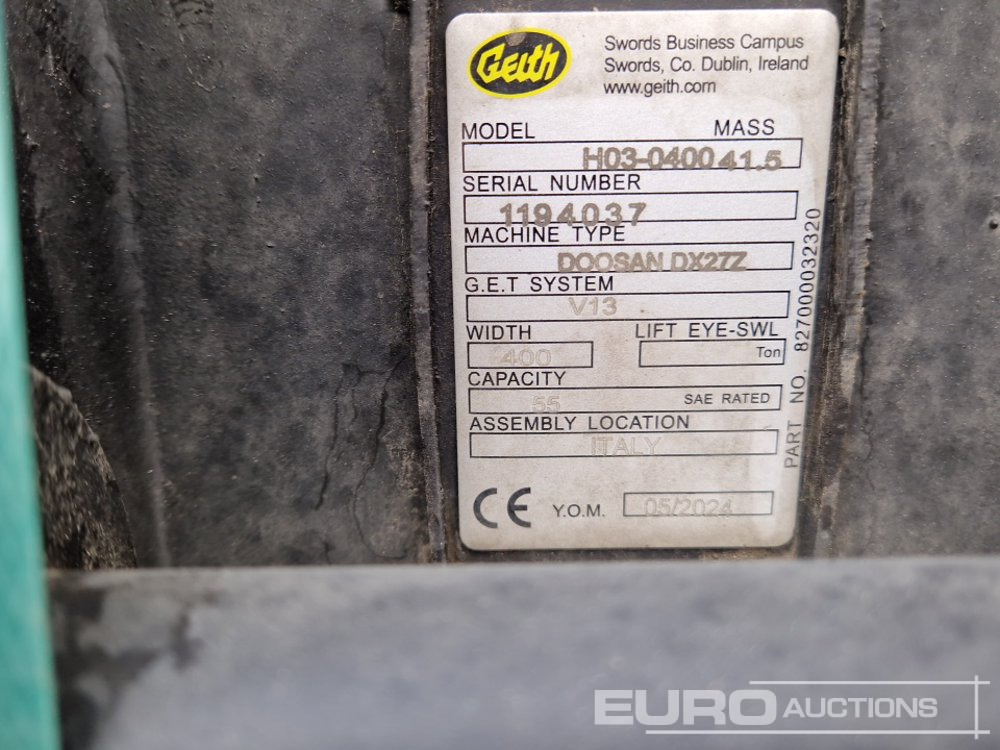 Geith
Swords Business Campus
Swords, Co. Dublin, Ireland
www.geith.com
MODEL MASS
H03-0400 41.5
SERIAL NUMBER
1194037
MACHINE TYPE
DOOSAN DX27Z
G.E.T SYSTEM
V13
WIDTH LIFT EYE-SWL
400 Ton
CAPACITY
55 SAE RATED
ASSEMBLY LOCATION
ITALY
CE Y.O.M. 05/2024
PART NO. 827000032320
EURO AUCTIONS